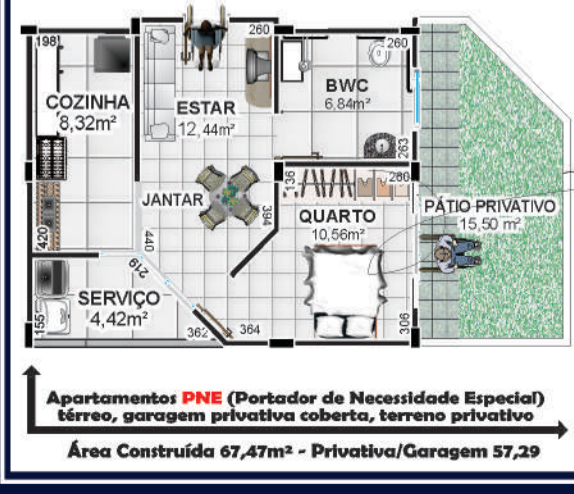 198
260
260
COZINHA
8,32m²
ESTAR
12,44m²
BWC
6,84m²
263
136
280
JANTAR
394
QUARTO
10,56m²
PÁTIO PRIVATIVO
15,50 m²
420
440
219
SERVIÇO
4,42m²
155
362
364
306
Apartamentos PNE (Portador de Necessidade Especial)
térreo, garagem privativa coberta, terreno privativo
Área Construída 67,47m² - Privativa/Garagem 57,29